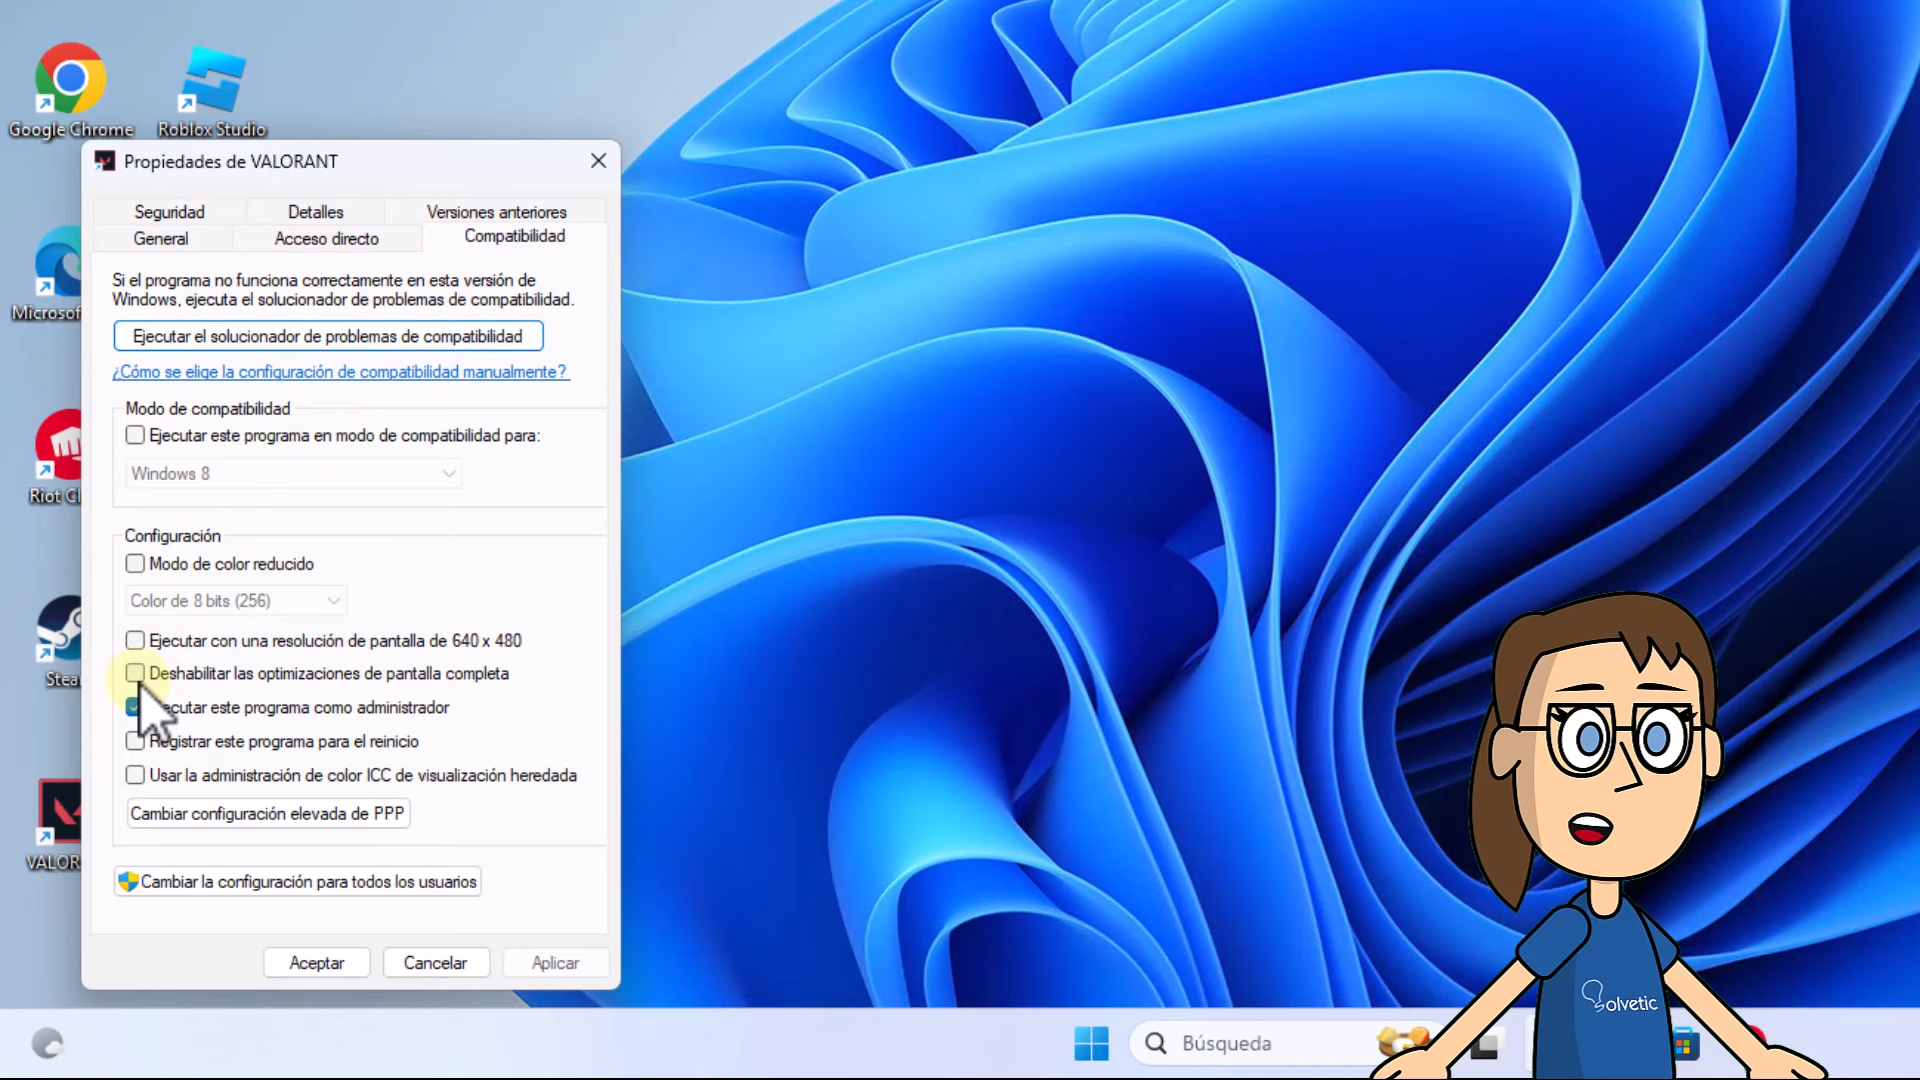 Google Chrome
Roblox Studio
Propiedades de VALORANT
Seguridad
Detalles
Versiones anteriores
General
Acceso directo
Compatibilidad
Si el programa no funciona correctamente en esta versión de
Windows, ejecuta el solucionador de problemas de compatibilidad.
Ejecutar el solucionador de problemas de compatibilidad
¿Cómo se elige la configuración de compatibilidad manualmente?
Modo de compatibilidad
Ejecutar este programa en modo de compatibilidad para:
Windows 8
Configuración
Modo de color reducido
Color de 8 bits (256)
Ejecutar con una resolución de pantalla de 640 x 480
Deshabilitar las optimizaciones de pantalla completa
ecutar este programa como administrador
Registrar este programa para el reinicio
Usar la administración de color ICC de visualización heredada
Cambiar configuración elevada de PPP
Cambiar la configuración para todos los usuarios
Aceptar
Cancelar
Aplicar
Microsof
Riot Cl
Stea
VALOR
Búsqueda
Solvetic